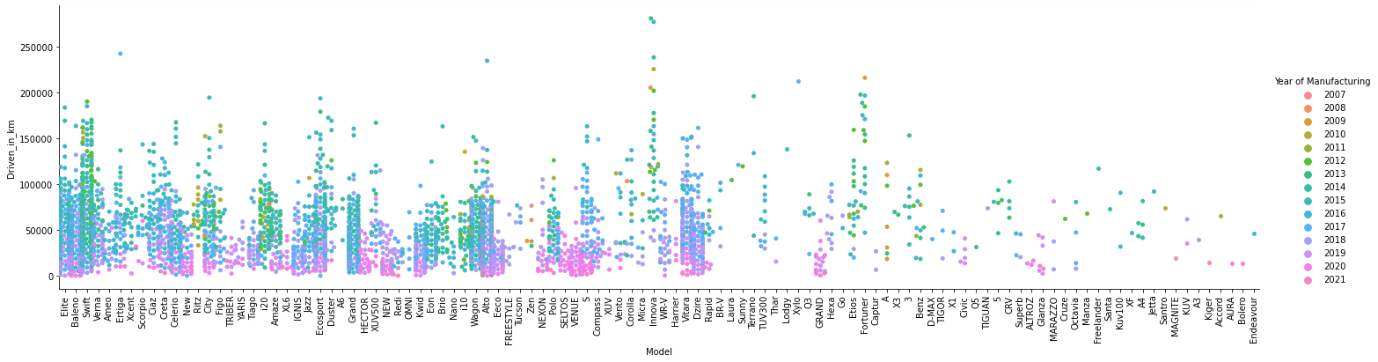 Driven_in_km
250000
200000
150000
100000
50000
0
Elite
Baleno
Swift
Verna
Ameo
Ertiga
Xcent
Scorpio
Ciaz
Creta
Celerio
New
Ritz
City
Figo
TRIBER
YARIS
Tiago
i20
Amaze
XL6
IGNIS
Jazz
Ecosport
Duster
A6
Grand
HECTOR
XUV500
NEW
Redi
OMNI
Kwid
Eon
Brio
Nano
i10
Wagon
Alto
Eeco
FREESTYLE
Tucson
Zen
NEXON
Polo
SELTOS
VENUE
S
Compass
XUV
Vento
Corolla
Micra
Innova
WR-V
Harrier
Vitara
Dzire
Rapid
BR-V
Laura
Sunny
Terrano
TUV300
Thar
Lodgy
Xylo
Q3
GRAND
Hexa
Go
Etios
Fortuner
Captur
A
X3
3
Benz
D-MAX
TIGOR
X1
Civic
Q5
TIGUAN
5
CRV
Superb
ALTROZ
Glanza
MARAZZO
Cruze
Octavia
Manza
Freelander
Santa
Kuv100
XF
A4
Jetta
Santro
MAGNITE
KUV
A3
Kiger
Accord
AURA
Bolero
Endeavour
Model
Year of Manufacturing
2007
2008
2009
2010
2011
2012
2013
2014
2015
2016
2017
2018
2019
2020
2021